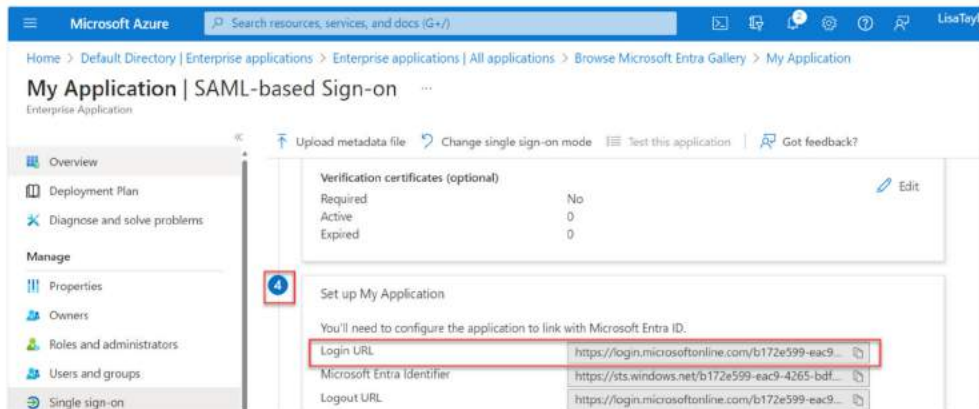 Microsoft Azure
Search resources, services, and docs (G+/)
2
LisaTayl
Home > Default Directory | Enterprise applications > Enterprise applications | All applications > Browse Microsoft Entra Gallery > My Application
My Application | SAML-based Sign-on ...
Enterprise Application
Upload metadata file
Change single sign-on mode
Test this application
Got feedback?
Overview
Deployment Plan
Diagnose and solve problems
Manage
Properties
Owners
Roles and administrators
Users and groups
Single sign-on
Verification certificates (optional)
Edit
Required No
Active 0
Expired 0
4
Set up My Application
You'll need to configure the application to link with Microsoft Entra ID.
Login URL https://login.microsoftonline.com/b172e599-eac9...
Microsoft Entra Identifier https://sts.windows.net/b172e599-eac9-4265-bdf...
Logout URL https://login.microsoftonline.com/b172e599-eac9...